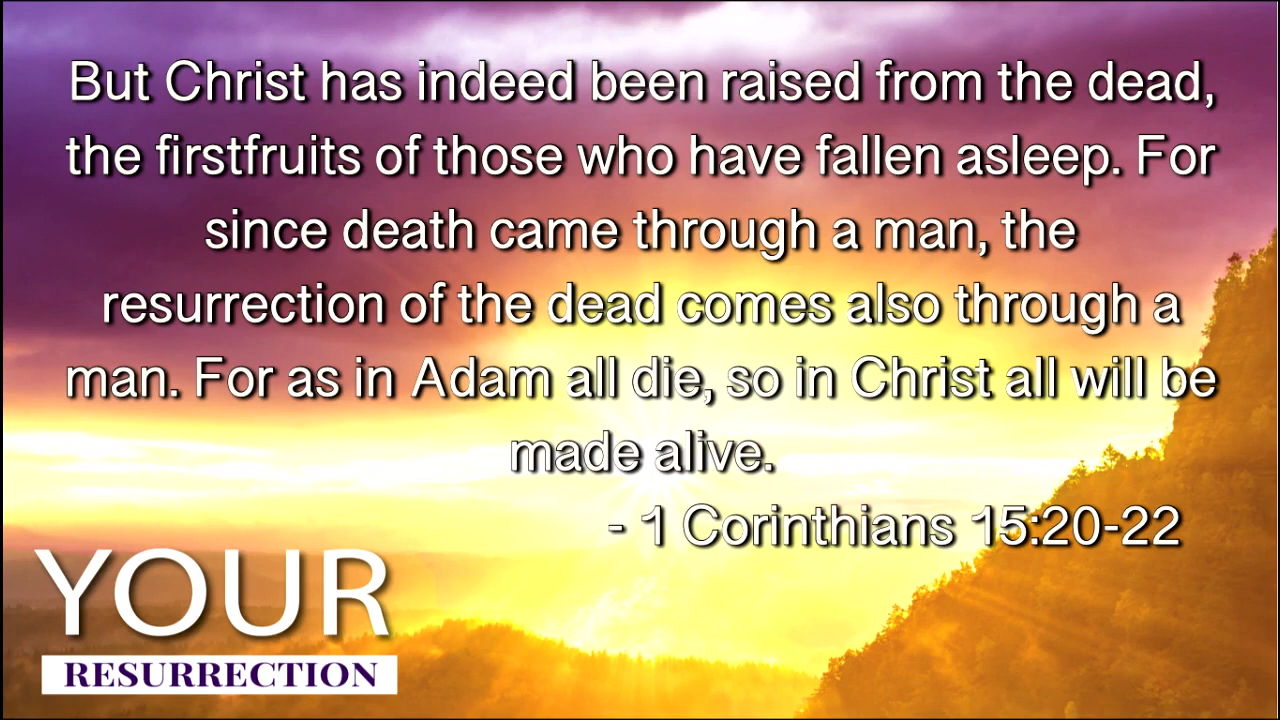 But Christ has indeed been raised from the dead,
the firstfruits of those who have fallen asleep. For
since death came through a man, the
resurrection of the dead comes also through a
man. For as in Adam all die, so in Christ all will be
made alive.
- 1 Corinthians 15:20-22
YOUR
RESURRECTION